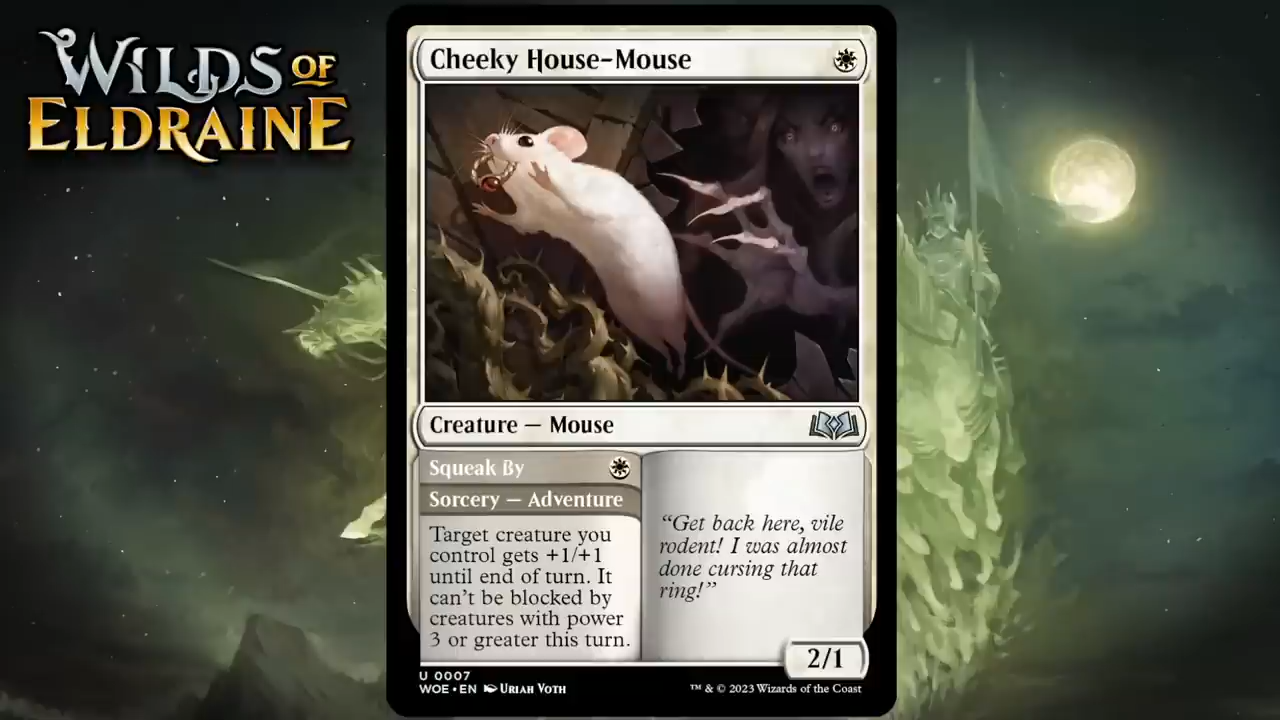 WILDS OF
ELDRAINE
Cheeky House-Mouse
Creature — Mouse
Squeak By
Sorcery — Adventure
Target creature you
control gets +1/+1
until end of turn. It
can't be blocked by
creatures with power
3 or greater this turn.
“Get back here, vile
rodent! I was almost
done cursing that
ring!”
2/1
U 0007
WOE • EN Uriah Voth
™ & © 2023 Wizards of the Coast